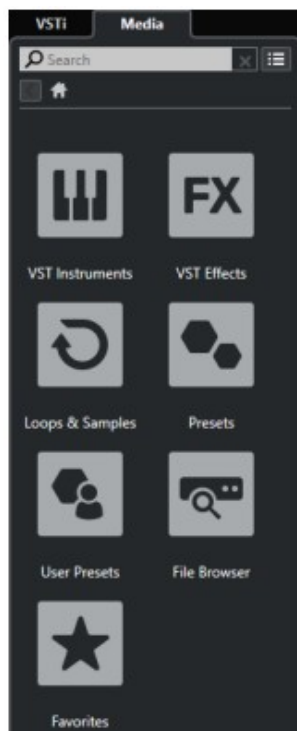 VSTi Media
Search
VST Instruments VST Effects
FX
Loops & Samples Presets
User Presets File Browser
Favorites